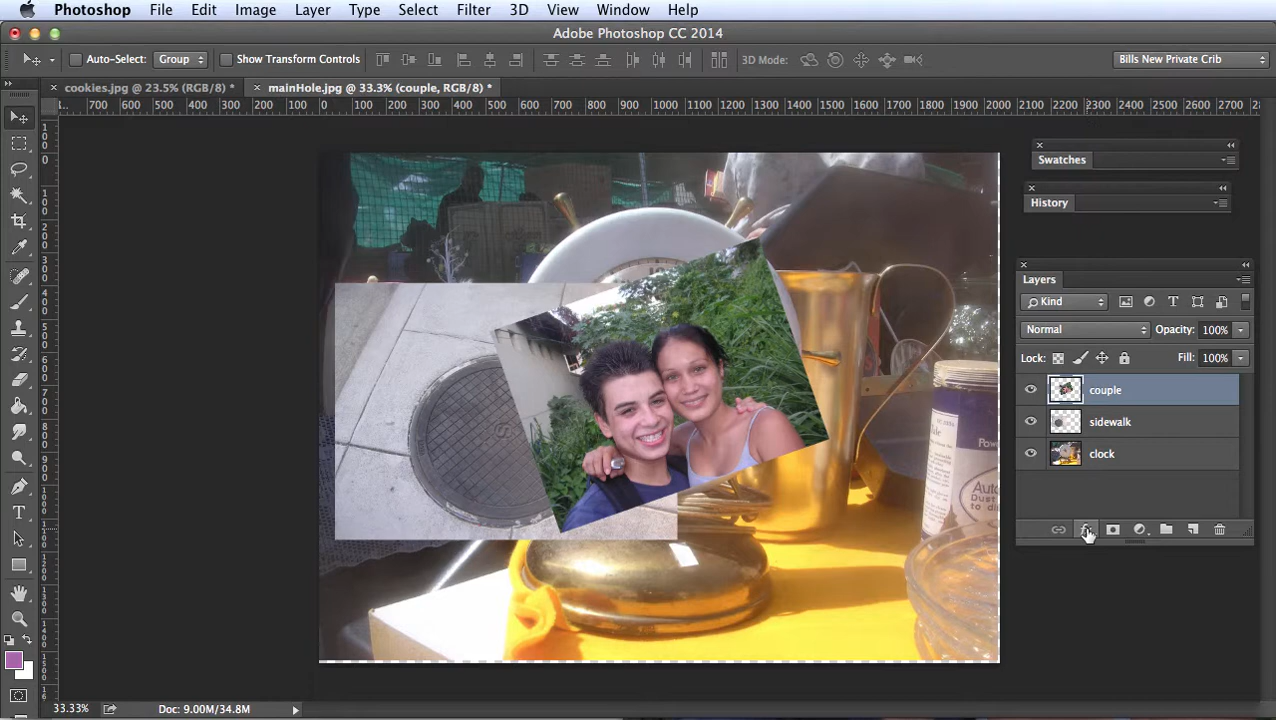 Photoshop File Edit Image Layer Type Select Filter 3D View Window Help
Adobe Photoshop CC 2014
Auto-Select: Group Show Transform Controls 3D Mode: Bills New Private Crib
cookies.jpg @ 23.5% (RGB/8) * mainHole.jpg @ 33.3% (couple, RGB/8) *
700 600 500 400 300 200 100 0 100 200 300 400 500 600 700 800 900 1000 1100 1200 1300 1400 1500 1600 1700 1800 1900 2000 2100 2200 2300 2400 2500 2600 2700
Swatches
History
Layers
Kind
Normal Opacity: 100%
Lock: Fill: 100%
couple
sidewalk
clock
33.33% Doc: 9.00M/34.8M